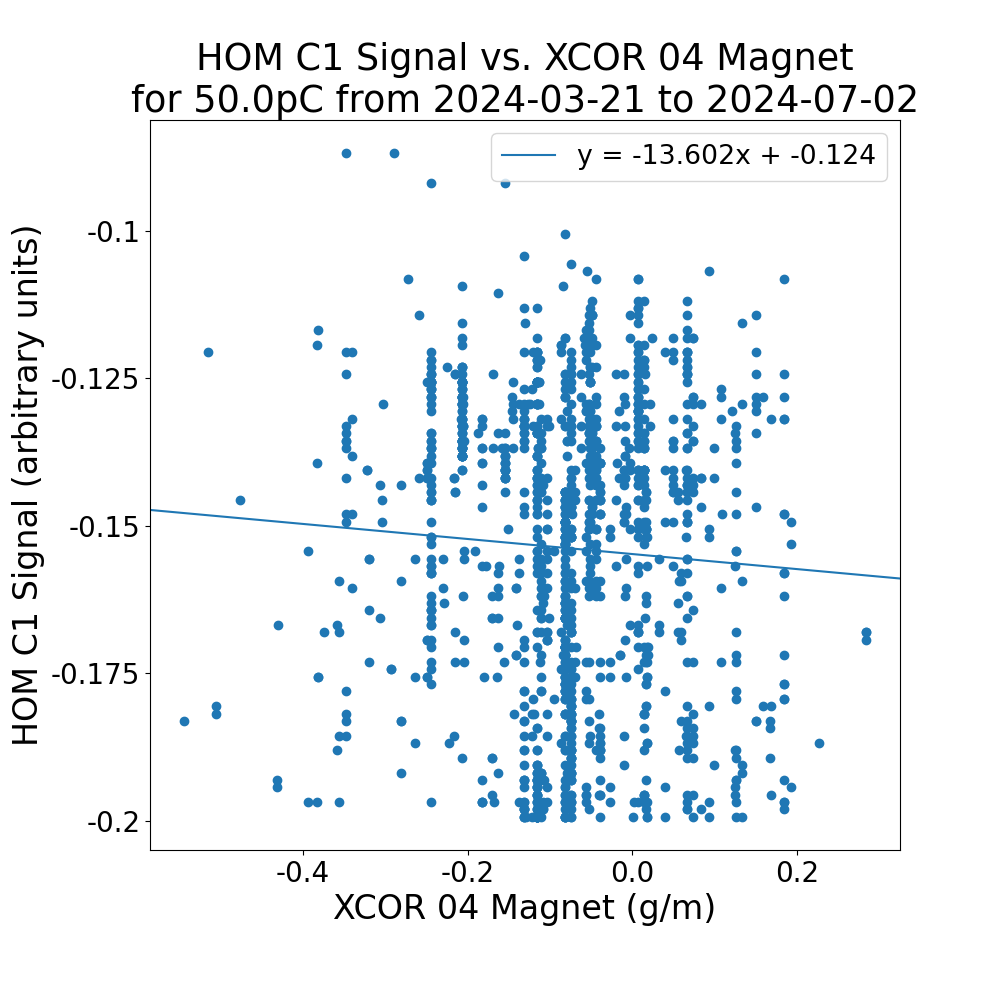 HOM C1 Signal vs. XCOR 04 Magnet
for 50.0pC from 2024-03-21 to 2024-07-02
y = -13.602x + -0.124
HOM C1 Signal (arbitrary units)
-0.1
-0.125
-0.15
-0.175
-0.2
-0.4
-0.2
0.0
0.2
XCOR 04 Magnet (g/m)